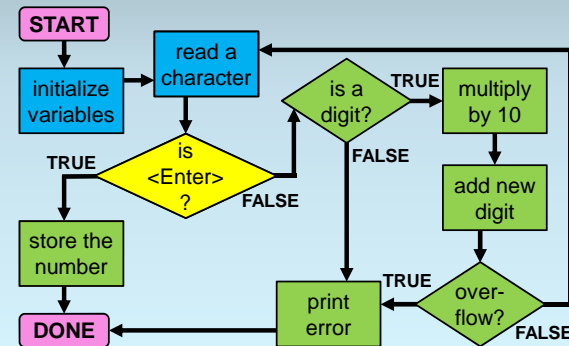 START
initialize
variables
read a
character
is
<Enter>
?
TRUE
FALSE
store the
number
DONE
is a
digit?
TRUE
FALSE
multiply
by 10
add new
digit
over-
flow?
TRUE
FALSE
print
error